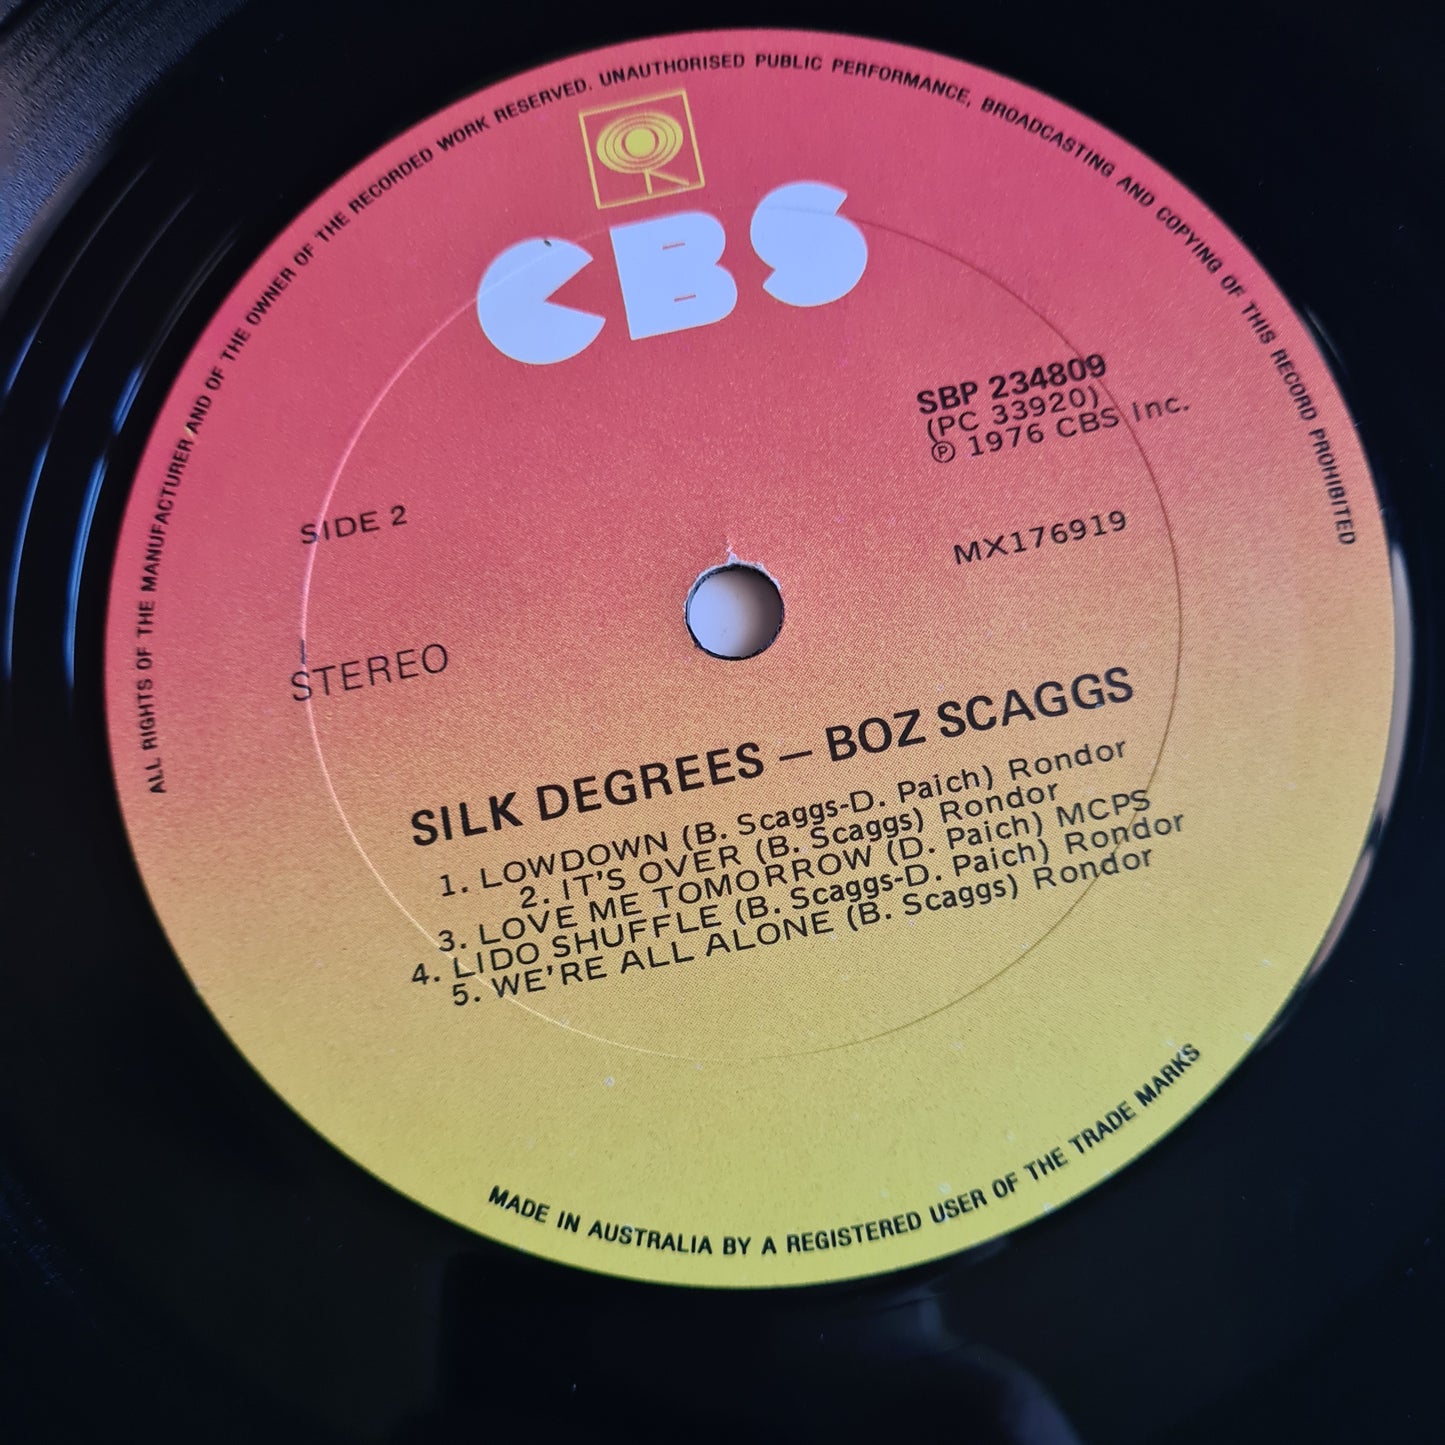 ALL RIGHTS OF THE MANUFACTURER AND OF THE OWNER OF THE RECORDED WORK RESERVED. UNAUTHORISED PUBLIC PERFORMANCE, BROADCASTING AND COPYING OF THIS RECORD PROHIBITED
CBS
SBP 234809
(PC 33920)
℗ 1976 CBS Inc.
SIDE 2
MX176919
STEREO
SILK DEGREES — BOZ SCAGGS
1. LOWDOWN (B. Scaggs-D. Paich) Rondor
2. IT'S OVER (B. Scaggs) Rondor
3. LOVE ME TOMORROW (D. Paich) MCPS
4. LIDO SHUFFLE (B. Scaggs-D. Paich) Rondor
5. WE'RE ALL ALONE (B. Scaggs) Rondor
MADE IN AUSTRALIA BY A REGISTERED USER OF THE TRADE MARKS